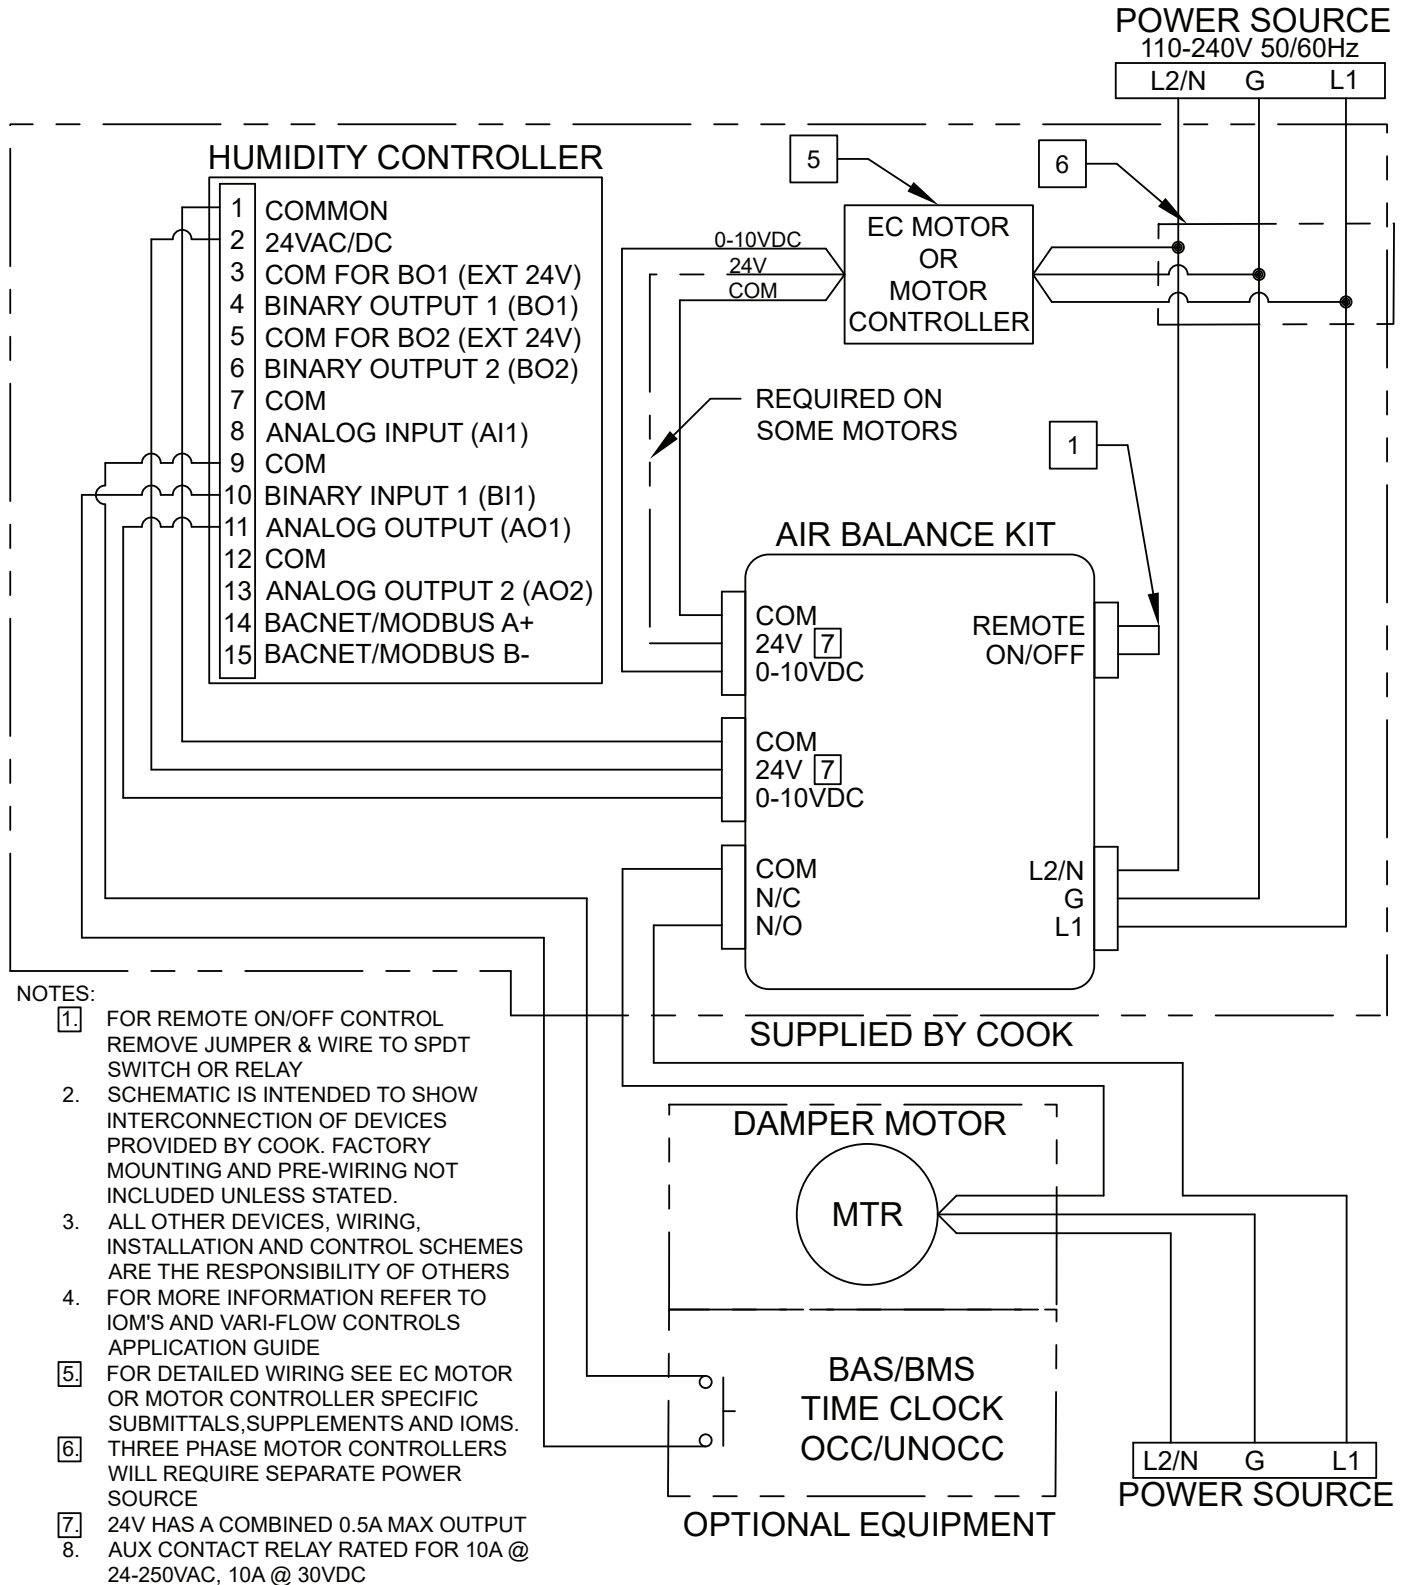 POWER SOURCE
110-240V 50/60Hz
L2/N G L1
HUMIDITY CONTROLLER
1 COMMON
2 24VAC/DC
3 COM FOR BO1 (EXT 24V)
4 BINARY OUTPUT 1 (BO1)
5 COM FOR BO2 (EXT 24V)
6 BINARY OUTPUT 2 (BO2)
7 COM
8 ANALOG INPUT (AI1)
9 COM
10 BINARY INPUT 1 (BI1)
11 ANALOG OUTPUT (AO1)
12 COM
13 ANALOG OUTPUT 2 (AO2)
14 BACNET/MODBUS A+
15 BACNET/MODBUS B-
5
6
0-10VDC
24V
COM
EC MOTOR
OR
MOTOR
CONTROLLER
REQUIRED ON
SOME MOTORS
1
AIR BALANCE KIT
COM
24V 7
0-10VDC
REMOTE
ON/OFF
COM
24V 7
0-10VDC
COM
N/C
N/O
L2/N
G
L1
SUPPLIED BY COOK
NOTES:
1. FOR REMOTE ON/OFF CONTROL
REMOVE JUMPER & WIRE TO SPDT
SWITCH OR RELAY
2. SCHEMATIC IS INTENDED TO SHOW
INTERCONNECTION OF DEVICES
PROVIDED BY COOK. FACTORY
MOUNTING AND PRE-WIRING NOT
INCLUDED UNLESS STATED.
3. ALL OTHER DEVICES, WIRING,
INSTALLATION AND CONTROL SCHEMES
ARE THE RESPONSIBILITY OF OTHERS
4. FOR MORE INFORMATION REFER TO
IOM'S AND VARI-FLOW CONTROLS
APPLICATION GUIDE
5. FOR DETAILED WIRING SEE EC MOTOR
OR MOTOR CONTROLLER SPECIFIC
SUBMITTALS,SUPPLEMENTS AND IOMS.
6. THREE PHASE MOTOR CONTROLLERS
WILL REQUIRE SEPARATE POWER
SOURCE
7. 24V HAS A COMBINED 0.5A MAX OUTPUT
8. AUX CONTACT RELAY RATED FOR 10A @
24-250VAC, 10A @ 30VDC
DAMPER MOTOR
MTR
BAS/BMS
TIME CLOCK
OCC/UNOCC
OPTIONAL EQUIPMENT
L2/N G L1
POWER SOURCE